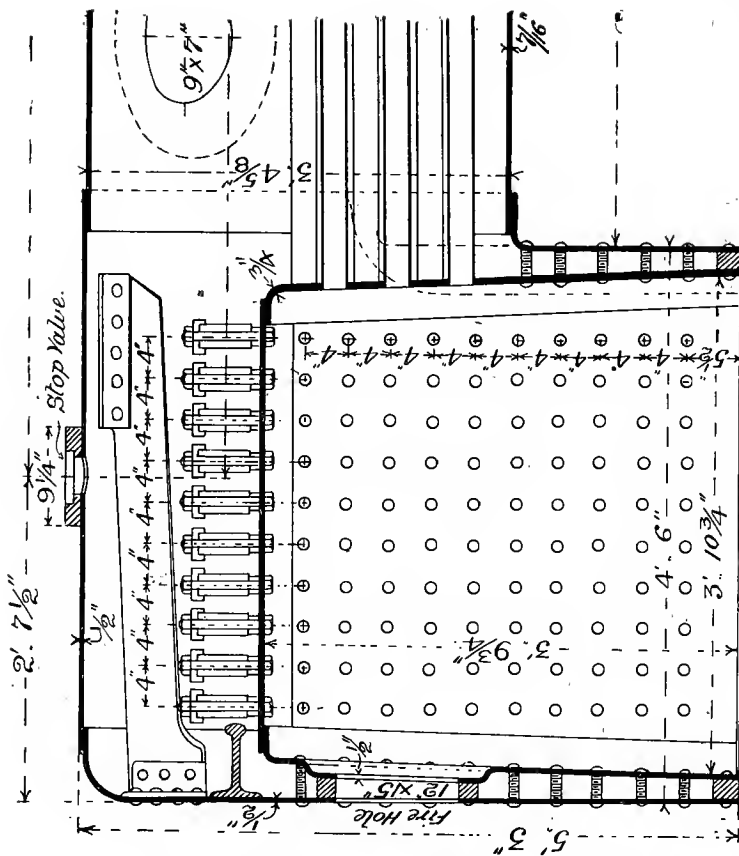 9" x 7"
7/16"
3'. 4 5/8"
3/4"
Stop Valve.
9 1/4"
2'. 7 1/2"
1/2"
4" 4" 4" 4" 4" 4" 4" 4" 4"
4" 4" 4" 4" 4" 4" 4" 4" 4"
5 1/2"
4'. 6"
3'. 10 3/4"
3'. 9 3/4"
1/2"
12" x 15"
Fire Hole
1/2"
5'. 3"